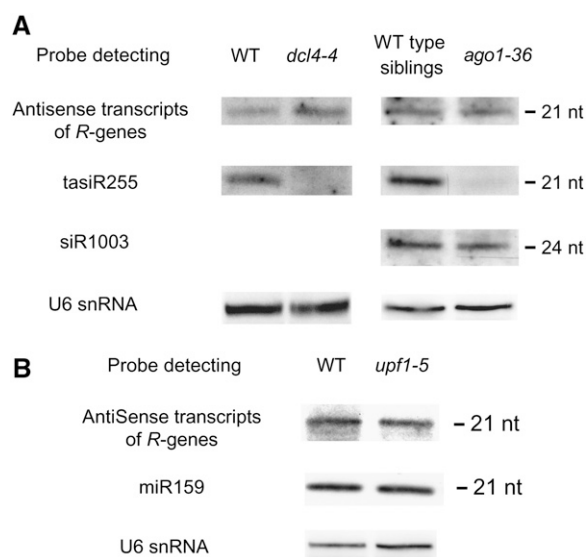 A
Probe detecting WT dcl4-4 WT type siblings ago1-36
Antisense transcripts of R-genes – 21 nt
tasiR255 – 21 nt
siR1003 – 24 nt
U6 snRNA
B
Probe detecting WT upf1-5
AntiSense transcripts of R-genes – 21 nt
miR159 – 21 nt
U6 snRNA